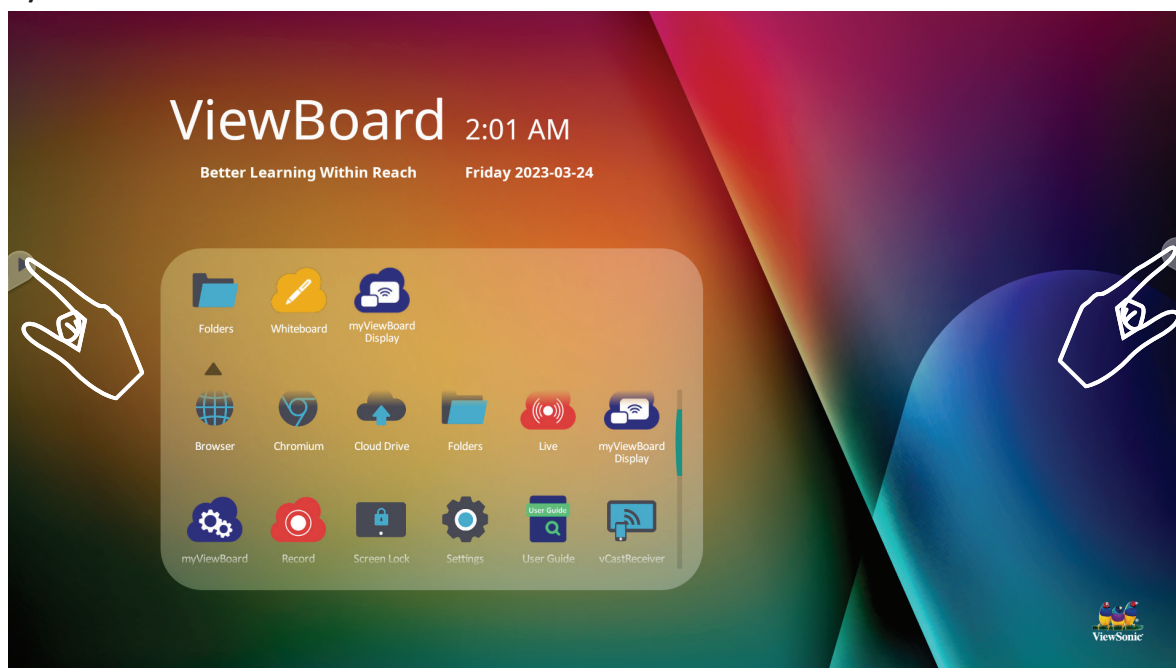 ViewBoard 2:01 AM
Better Learning Within Reach Friday 2023-03-24
Folders Whiteboard myViewBoard
Display
Browser Chromium Cloud Drive Folders Live myViewBoard
Display
User Guide
myViewBoard Record Screen Lock Settings User Guide vCastReceiver
ViewSonic